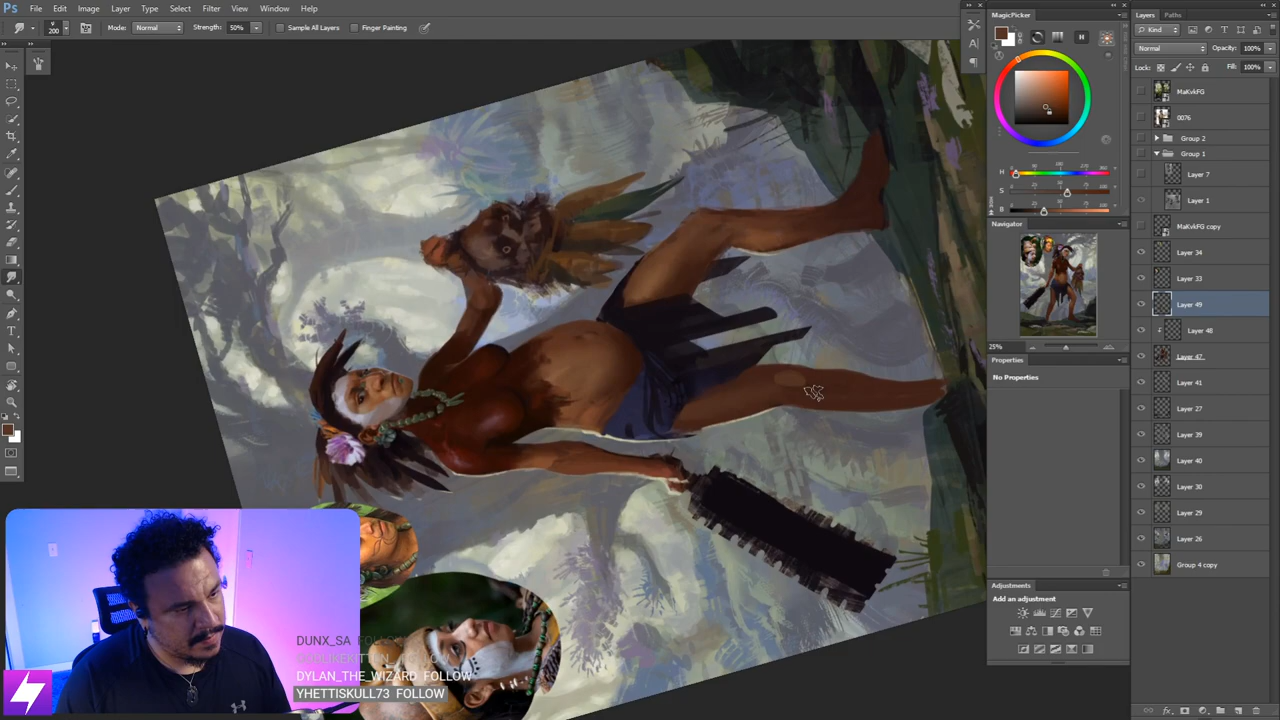 Ps File Edit Image Layer Type Select Filter 3D View Window Help
200 Mode: Normal Strength: 50% Sample All Layers Finger Painting
MagicPicker
H
H
S
B
Navigator
25%
Properties
No Properties
Adjustments
Add an adjustment
Layers Paths
Kind
Normal Opacity: 100%
Lock: Fill: 100%
MaKvkFG
0076
Group 2
Group 1
Layer 7
Layer 1
MaKvkFG copy
Layer 34
Layer 33
Layer 49
Layer 48
Layer 47
Layer 41
Layer 27
Layer 39
Layer 40
Layer 30
Layer 29
Layer 26
Group 4 copy
DUNX_SA
DYLAN_THE_WIZARD FOLLOW
YHETTISKULL73 FOLLOW